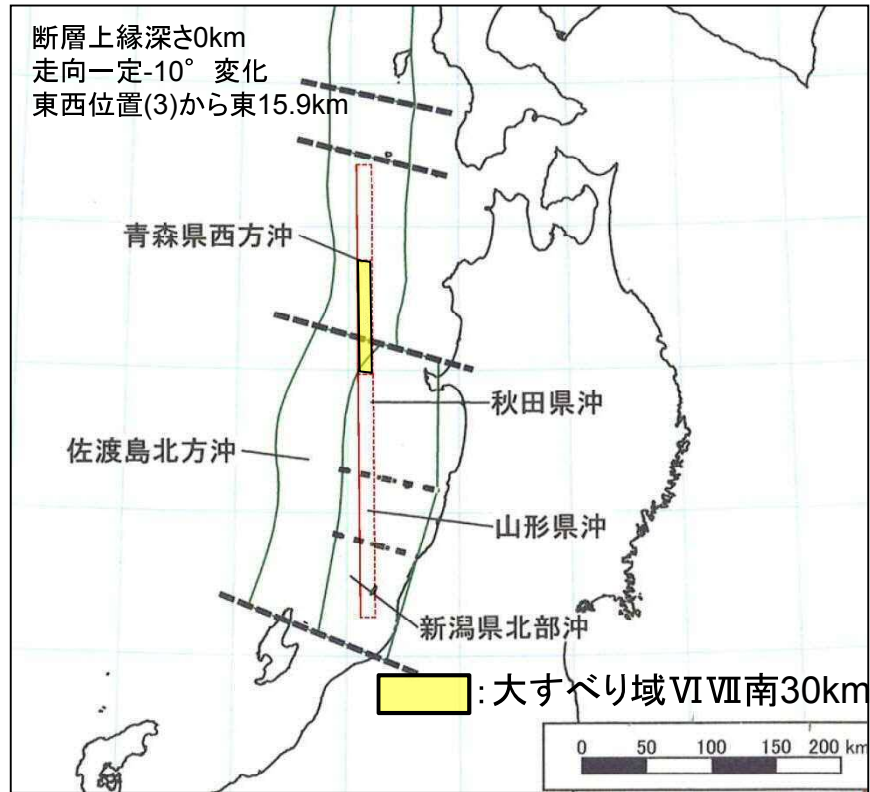 断層上縁深さ0km
走向一定-10°変化
東西位置(3)から東15.9km
青森県西方沖
秋田県沖
佐渡島北方沖
山形県沖
新潟県北部沖
:大すべり域ⅥⅦ南30km
0 50 100 150 200 km